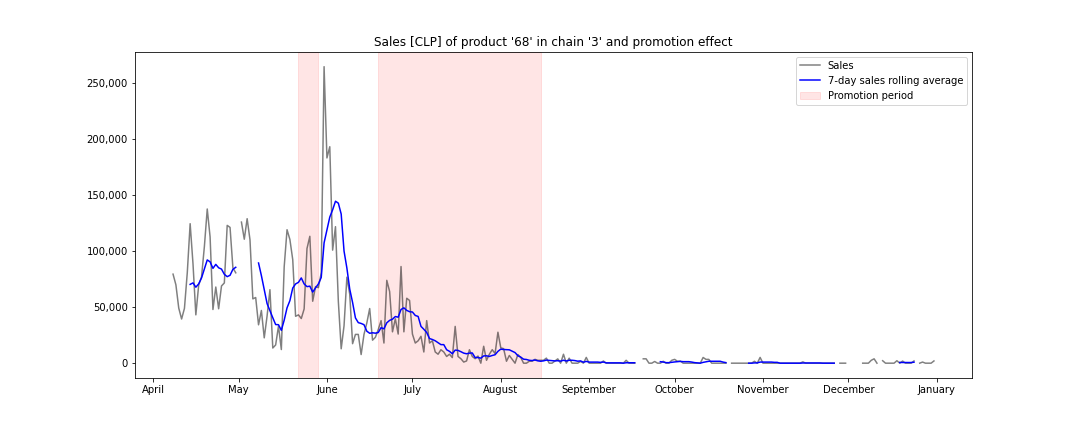 Sales [CLP] of product '68' in chain '3' and promotion effect
Sales
7-day sales rolling average
Promotion period
250,000
200,000
150,000
100,000
50,000
0
April May June July August September October November December January